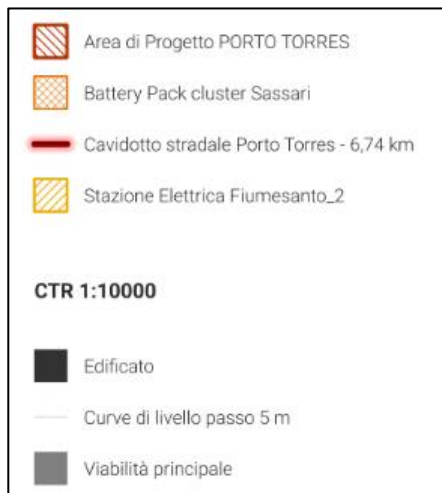 Area di Progetto PORTO TORRES
Battery Pack cluster Sassari
Cavidotto stradale Porto Torres - 6,74 km
Stazione Elettrica Fiumesanto_2
CTR 1:10000
Edificato
Curve di livello passo 5 m
Viabilità principale